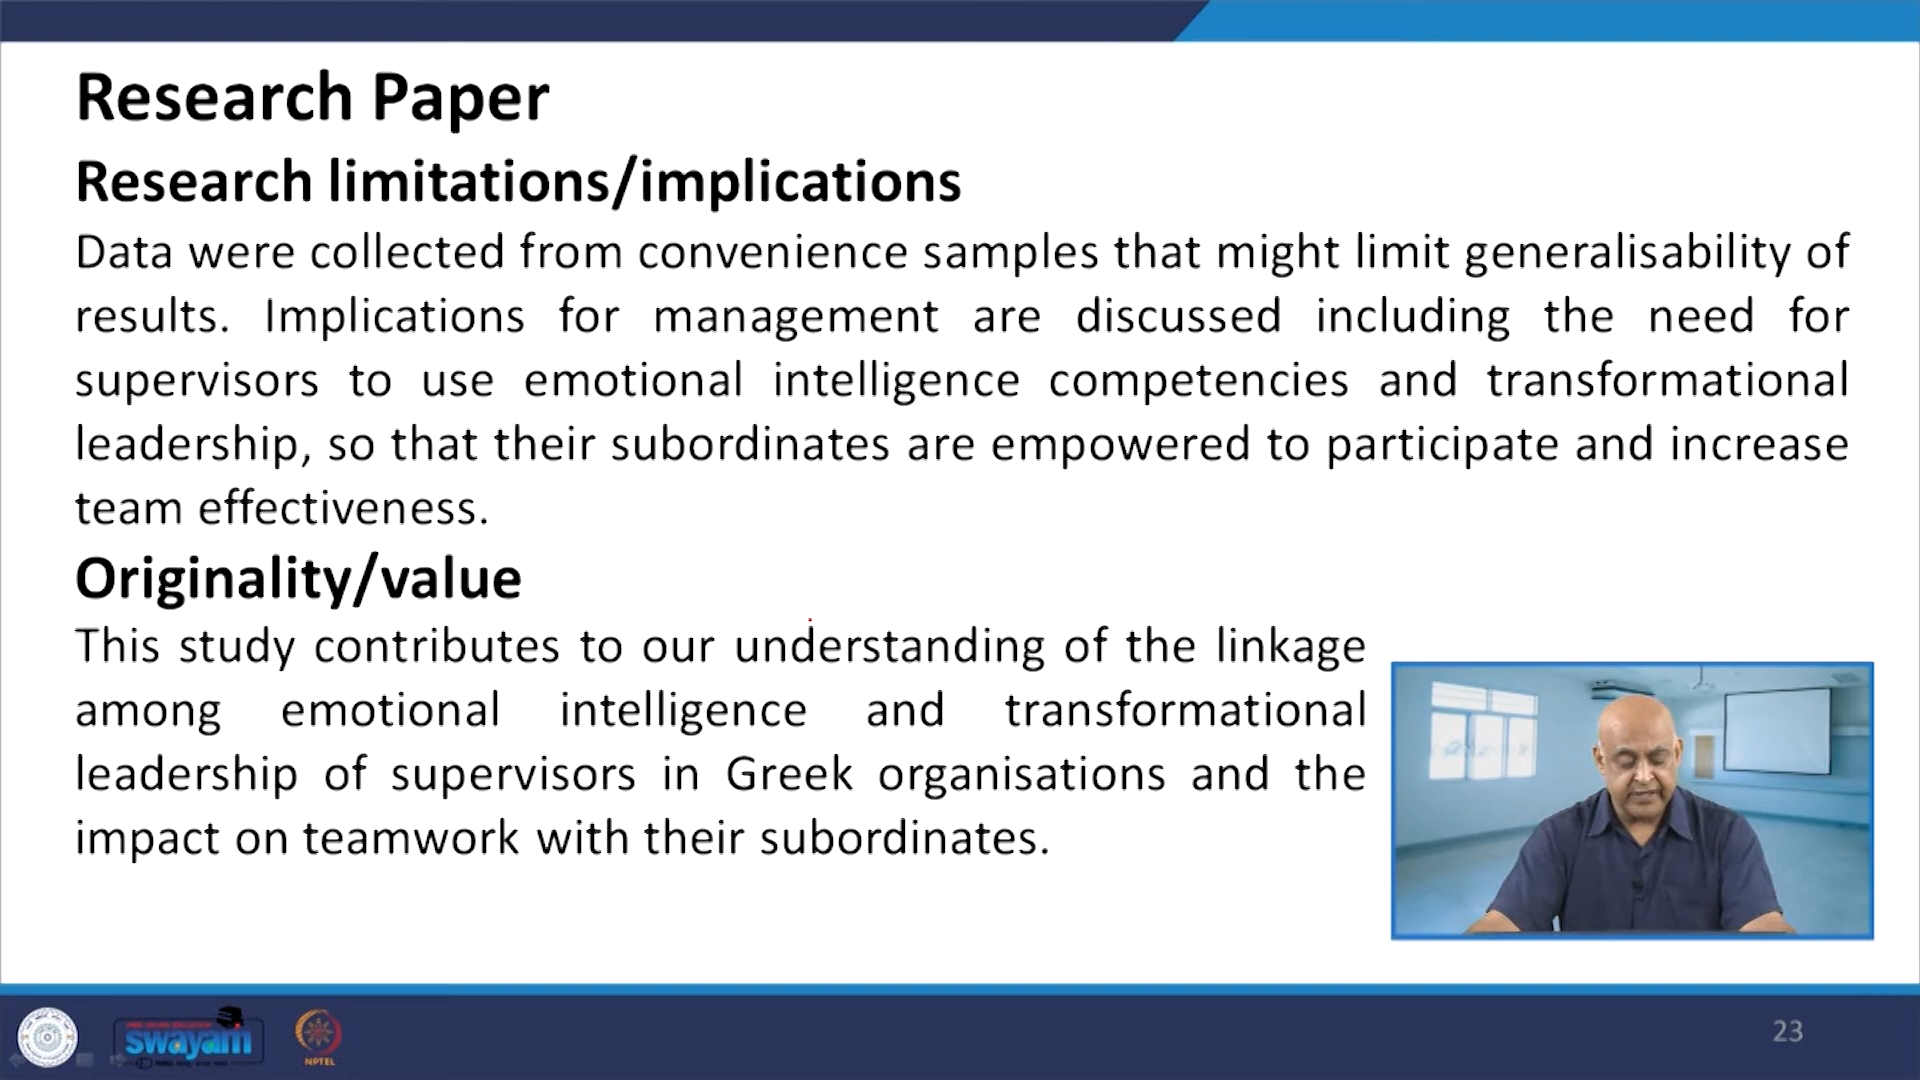 Research Paper
Research limitations/implications
Data were collected from convenience samples that might limit generalisability of
results. Implications for management are discussed including the need for
supervisors to use emotional intelligence competencies and transformational
leadership, so that their subordinates are empowered to participate and increase
team effectiveness.
Originality/value
This study contributes to our understanding of the linkage
among emotional intelligence and transformational
leadership of supervisors in Greek organisations and the
impact on teamwork with their subordinates.
swayam
NPTEL
23